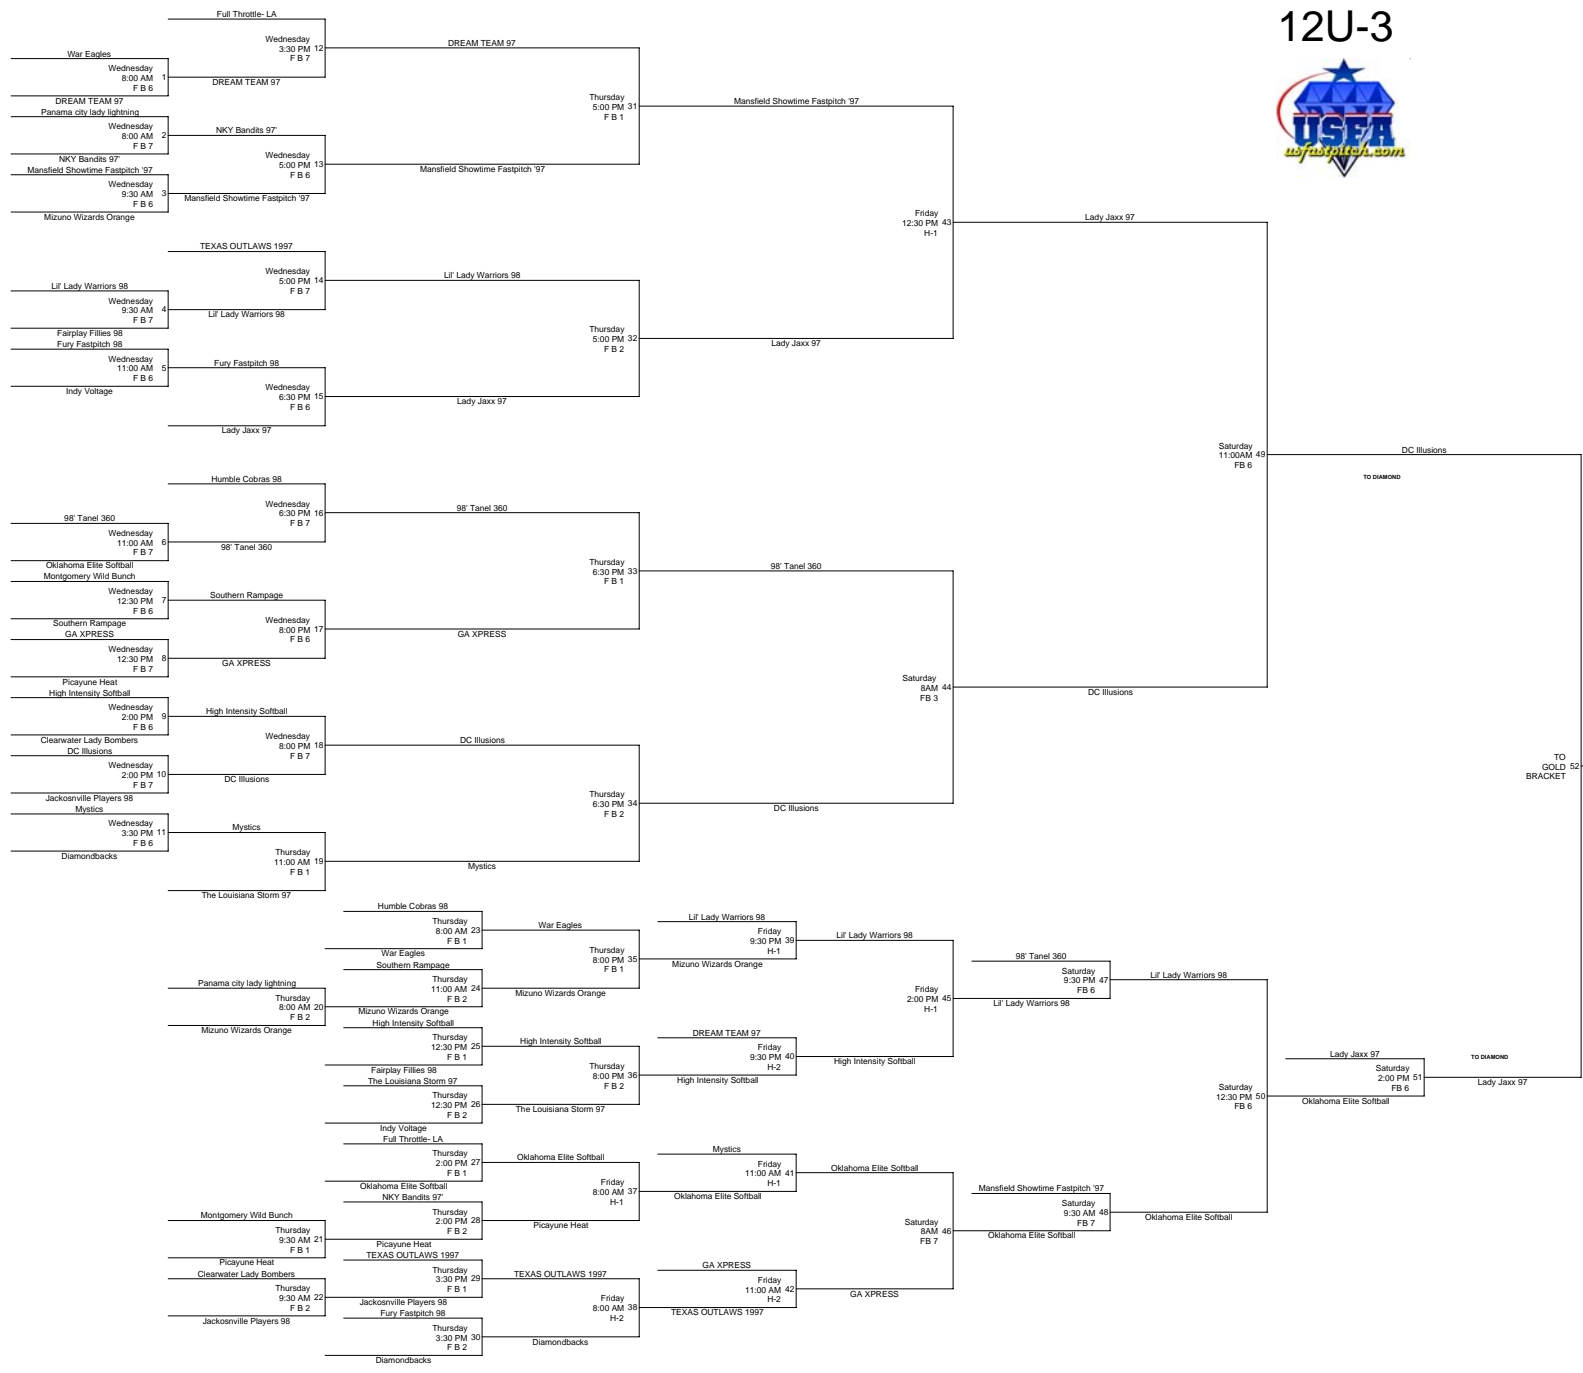 12U-3
USFA
usfastpitch.com
Full Throttle- LA
Wednesday
3:30 PM 12
F B 7
DREAM TEAM 97
War Eagles
Wednesday
8:00 AM 1
F B 6
DREAM TEAM 97
DREAM TEAM 97
Thursday
5:00 PM 31
F B 1
Mansfield Showtime Fastpitch '97
Panama city lady lightning
Wednesday
8:00 AM 2
F B 7
NKY Bandits 97'
NKY Bandits 97'
Wednesday
5:00 PM 13
F B 6
Mansfield Showtime Fastpitch '97
Mansfield Showtime Fastpitch '97
Wednesday
9:30 AM 3
F B 6
Mansfield Showtime Fastpitch '97
Mizuno Wizards Orange
Friday
12:30 PM 43
H-1
Lady Jaxx 97
TEXAS OUTLAWS 1997
Wednesday
5:00 PM 14
F B 7
Lil' Lady Warriors 98
Lil' Lady Warriors 98
Wednesday
9:30 AM 4
F B 7
Lil' Lady Warriors 98
Fairplay Fillies 98
Thursday
5:00 PM 32
F B 2
Lady Jaxx 97
Fury Fastpitch 98
Wednesday
11:00 AM 5
F B 6
Fury Fastpitch 98
Indy Voltage
Wednesday
6:30 PM 15
F B 6
Lady Jaxx 97
Lady Jaxx 97
Saturday
11:00AM 49
FB 6
DC Illusions
TO DIAMOND
Humble Cobras 98
Wednesday
6:30 PM 16
F B 7
98' Tanel 360
98' Tanel 360
Wednesday
11:00 AM 6
F B 7
98' Tanel 360
Oklahoma Elite Softball
Thursday
6:30 PM 33
F B 1
98' Tanel 360
Montgomery Wild Bunch
Wednesday
12:30 PM 7
F B 6
Southern Rampage
Southern Rampage
Wednesday
8:00 PM 17
F B 6
GA XPRESS
GA XPRESS
Wednesday
12:30 PM 8
F B 7
GA XPRESS
Picayune Heat
Saturday
8AM 44
FB 3
DC Illusions
High Intensity Softball
Wednesday
2:00 PM 9
F B 6
High Intensity Softball
Clearwater Lady Bombers
Wednesday
8:00 PM 18
F B 7
DC Illusions
DC Illusions
Wednesday
2:00 PM 10
F B 7
DC Illusions
Jackosnville Players 98
Thursday
6:30 PM 34
F B 2
DC Illusions
Mystics
Wednesday
3:30 PM 11
F B 6
Mystics
Diamondbacks
Thursday
11:00 AM 19
F B 1
Mystics
The Louisiana Storm 97
TO
GOLD 52
BRACKET
Humble Cobras 98
Thursday
8:00 AM 23
F B 1
War Eagles
War Eagles
Thursday
8:00 PM 35
F B 1
Lil' Lady Warriors 98
Friday
9:30 PM 39
H-1
Lil' Lady Warriors 98
Mizuno Wizards Orange
Southern Rampage
Thursday
11:00 AM 24
F B 2
Mizuno Wizards Orange
Panama city lady lightning
Thursday
8:00 AM 20
F B 2
Mizuno Wizards Orange
Mizuno Wizards Orange
Friday
2:00 PM 45
H-1
Lil' Lady Warriors 98
98' Tanel 360
Saturday
9:30 PM 47
FB 6
Lil' Lady Warriors 98
High Intensity Softball
Thursday
12:30 PM 25
F B 1
High Intensity Softball
Fairplay Fillies 98
Thursday
8:00 PM 36
F B 2
DREAM TEAM 97
Friday
9:30 PM 40
H-2
High Intensity Softball
High Intensity Softball
The Louisiana Storm 97
Thursday
12:30 PM 26
F B 2
The Louisiana Storm 97
Indy Voltage
Saturday
12:30 PM 50
FB 6
Lady Jaxx 97
Saturday
2:00 PM 51
FB 6
TO DIAMOND
Lady Jaxx 97
Oklahoma Elite Softball
Full Throttle- LA
Thursday
2:00 PM 27
F B 1
Oklahoma Elite Softball
Oklahoma Elite Softball
Friday
8:00 AM 37
H-1
Mystics
Friday
11:00 AM 41
H-1
Oklahoma Elite Softball
Oklahoma Elite Softball
NKY Bandits 97'
Thursday
2:00 PM 28
F B 2
Picayune Heat
Montgomery Wild Bunch
Thursday
9:30 AM 21
F B 1
Picayune Heat
Picayune Heat
Saturday
8AM 46
FB 7
Mansfield Showtime Fastpitch '97
Saturday
9:30 AM 48
FB 7
Oklahoma Elite Softball
Oklahoma Elite Softball
Clearwater Lady Bombers
Thursday
9:30 AM 22
F B 2
Jackosnville Players 98
TEXAS OUTLAWS 1997
Thursday
3:30 PM 29
F B 1
TEXAS OUTLAWS 1997
Jackosnville Players 98
Friday
8:00 AM 38
H-2
GA XPRESS
Friday
11:00 AM 42
H-2
GA XPRESS
TEXAS OUTLAWS 1997
Fury Fastpitch 98
Thursday
3:30 PM 30
F B 2
Diamondbacks
Diamondbacks